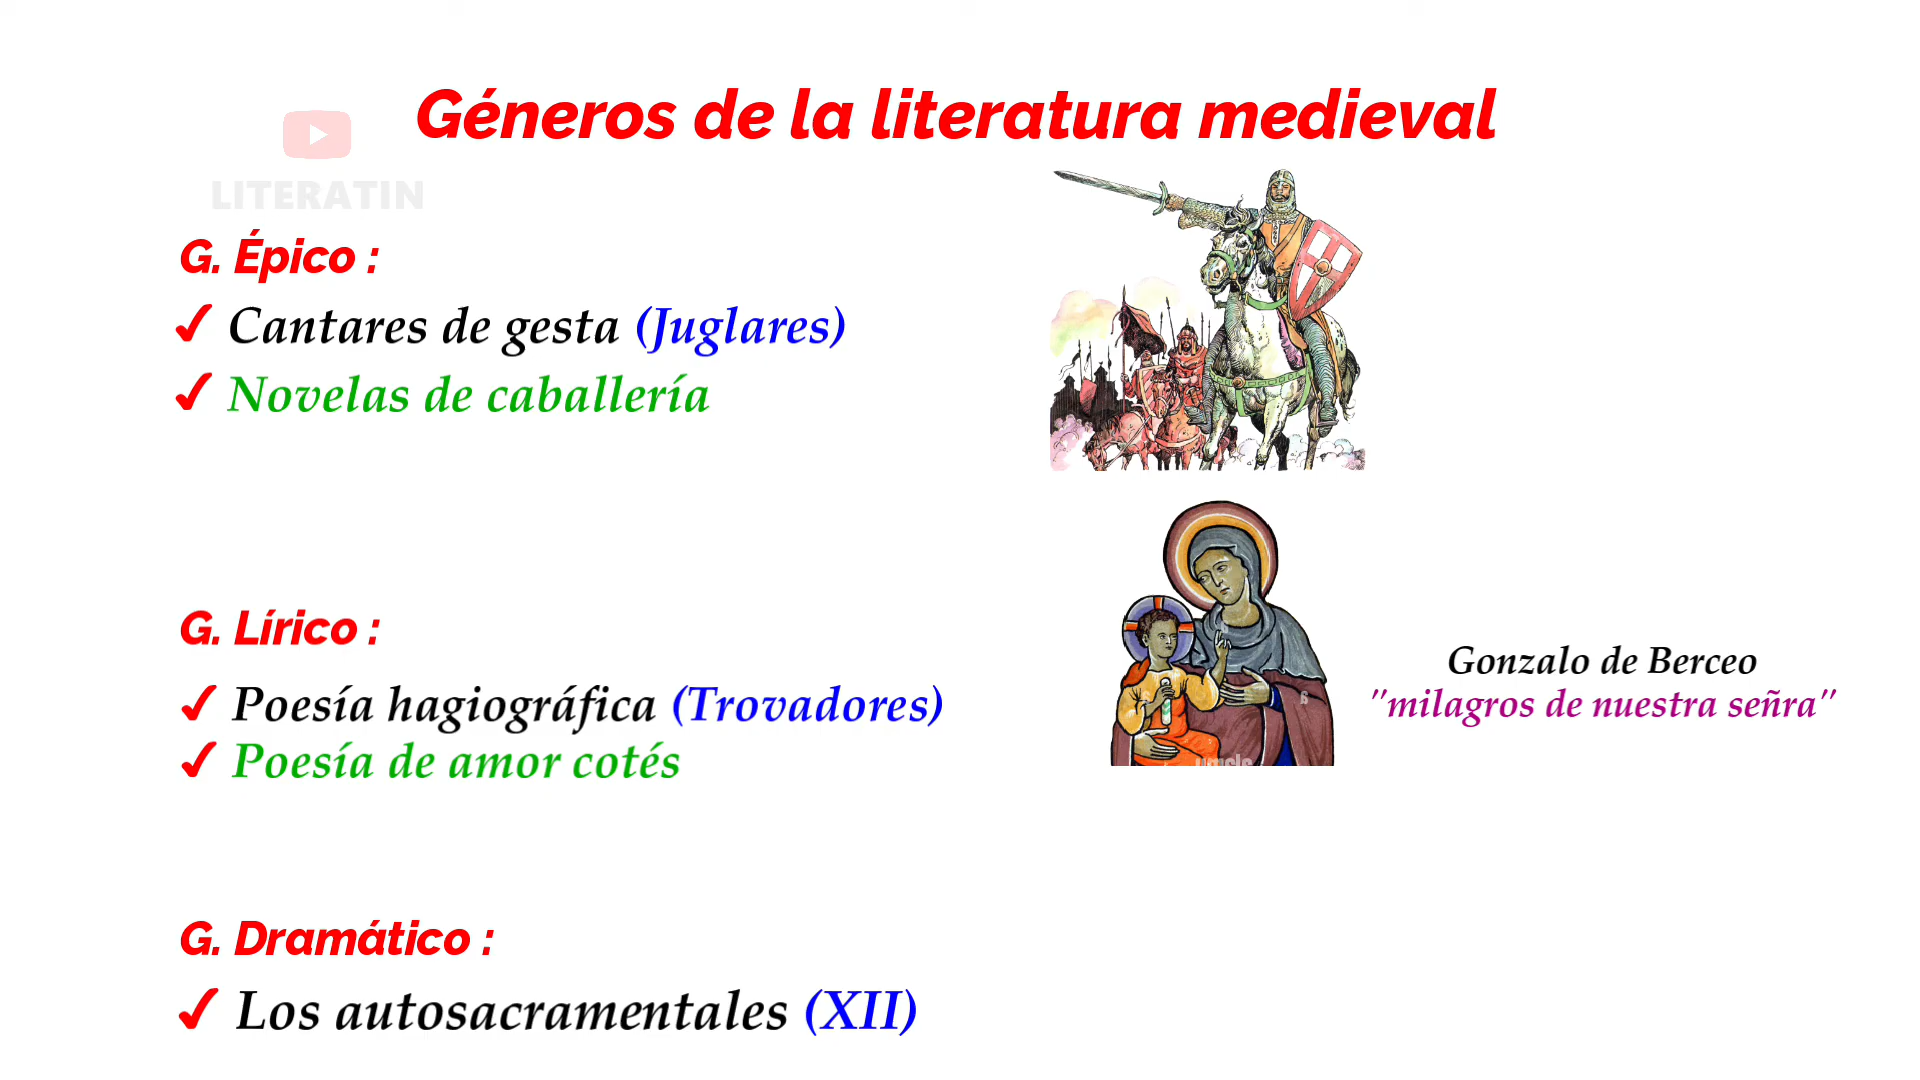 Géneros de la literatura medieval
LITERATIN
G. Épico :
Cantares de gesta (Juglares)
Novelas de caballería
G. Lírico :
Poesía hagiográfica (Trovadores)
Poesía de amor cotés
Gonzalo de Berceo
"milagros de nuestra señra"
G. Dramático :
Los autosacramentales (XII)